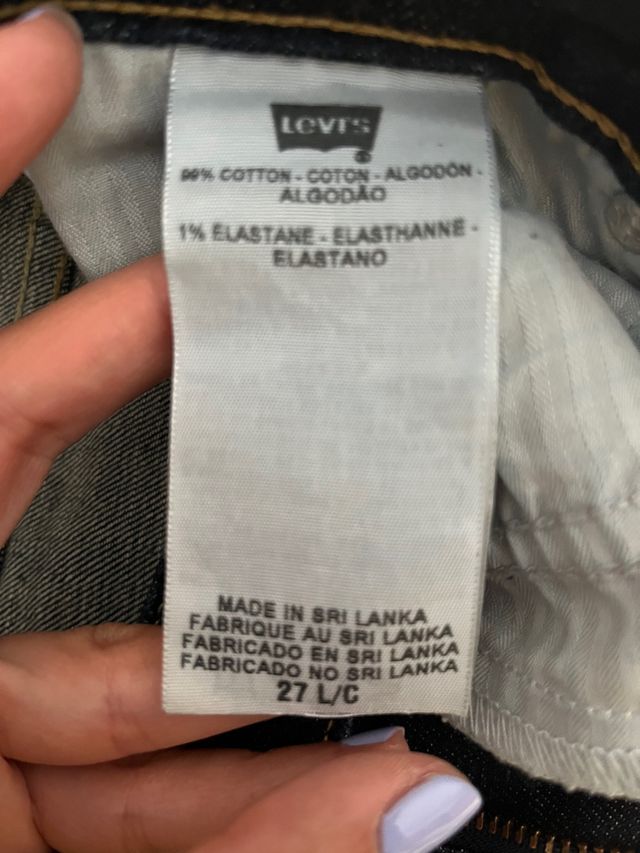 Levi's
99% COTTON - COTON - ALGODÓN -
ALGODÃO
1% ELASTANE - ELASTHANNE -
ELASTANO
MADE IN SRI LANKA
FABRIQUE AU SRI LANKA
FABRICADO EN SRI LANKA
FABRICADO NO SRI LANKA
27 L/C